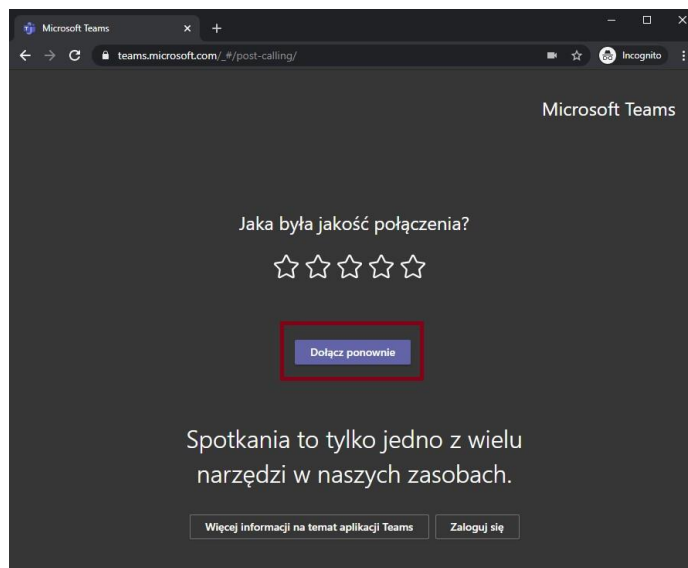 Microsoft Teams
teams.microsoft.com/_#/post-calling/
Incognito
Microsoft Teams
Jaka była jakość połączenia?
Dołącz ponownie
Spotkania to tylko jedno z wielu
narzędzi w naszych zasobach.
Więcej informacji na temat aplikacji Teams
Zaloguj się